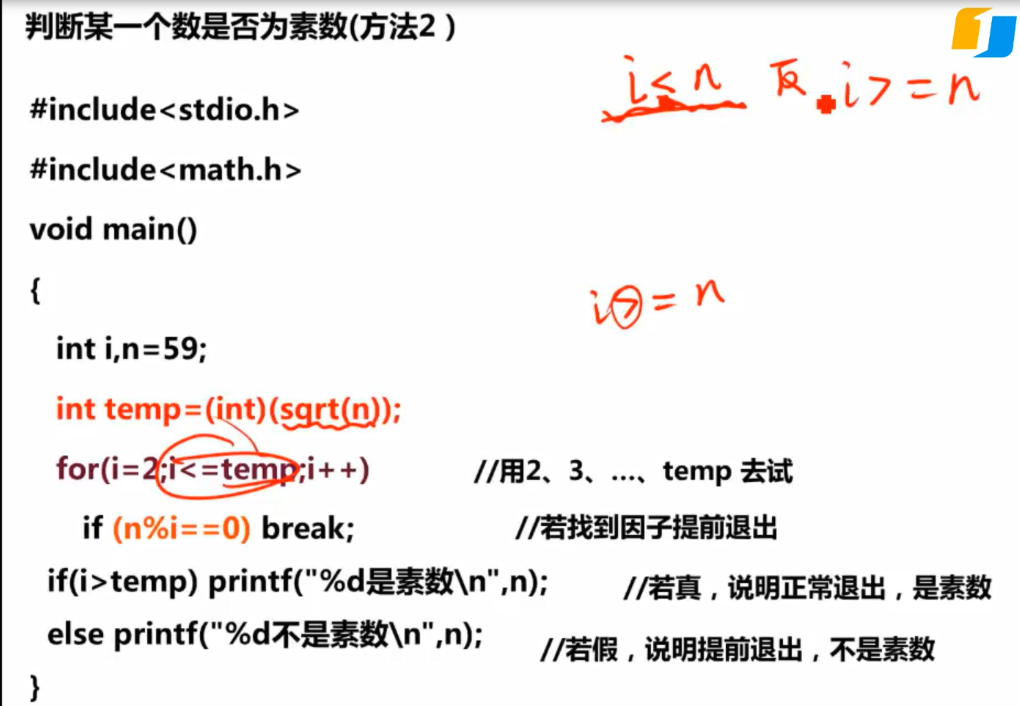 判断某一个数是否为素数(方法2）
i<n 反 i>=n
#include<stdio.h>
#include<math.h>
void main()
{
i>=n
int i,n=59;
int temp=(int)(sqrt(n));
for(i=2;i<=temp;i++) //用2、3、…、temp 去试
if (n%i==0) break; //若找到因子提前退出
if(i>temp) printf("%d是素数\n",n); //若真，说明正常退出，是素数
else printf("%d不是素数\n",n); //若假，说明提前退出，不是素数
}